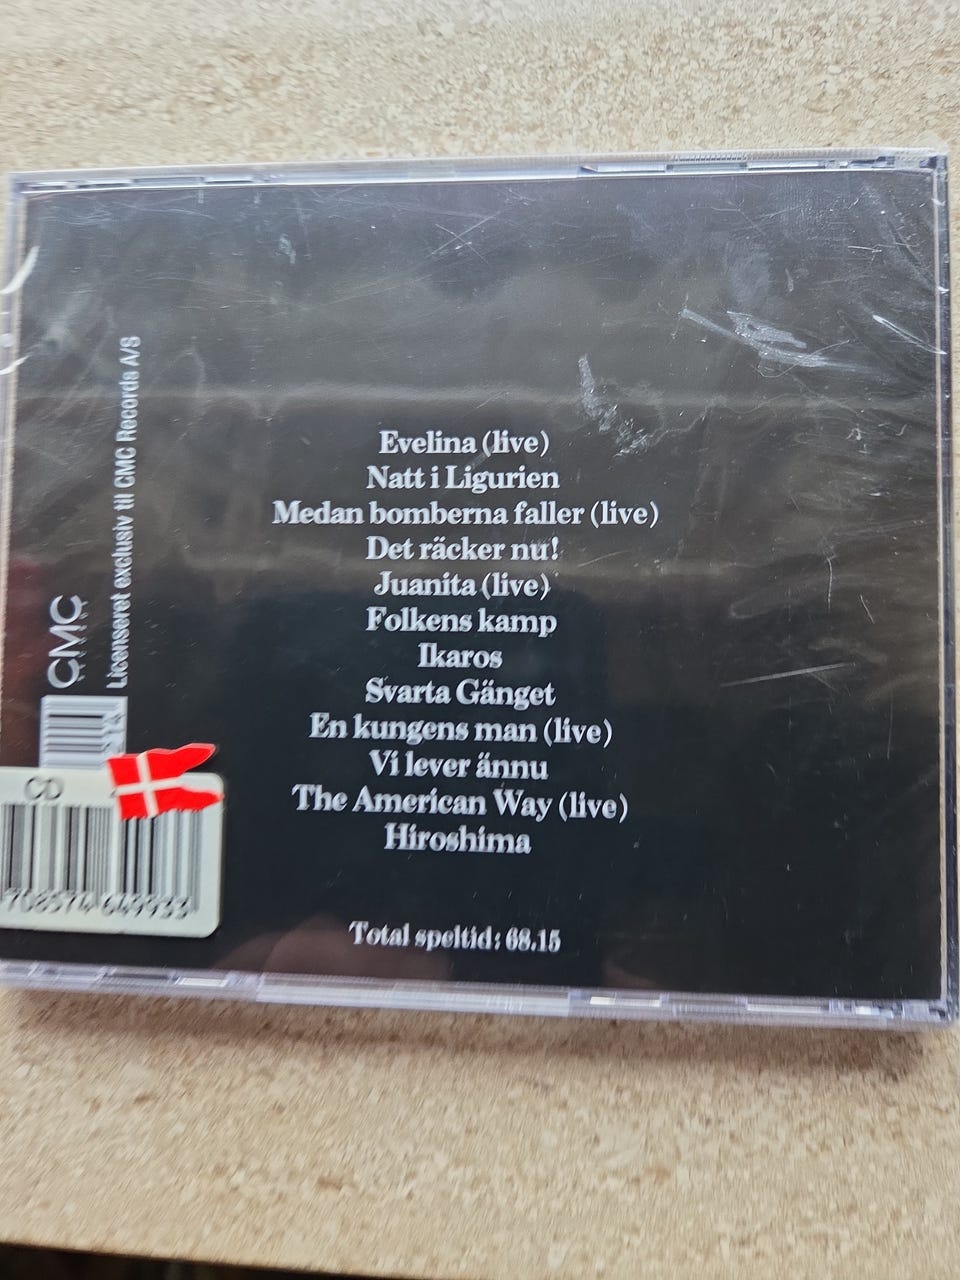 Evelina (live)
Natt i Ligurien
Medan bomberna faller (live)
Det räcker nu!
Juanita (live)
Folkens kamp
Ikaros
Svarta Gänget
En kungens man (live)
Vi lever ännu
The American Way (live)
Hiroshima
Total speltid: 68.15
CMC
Licenseret exclusiv til CMC Records A/S
CD
708574 649933